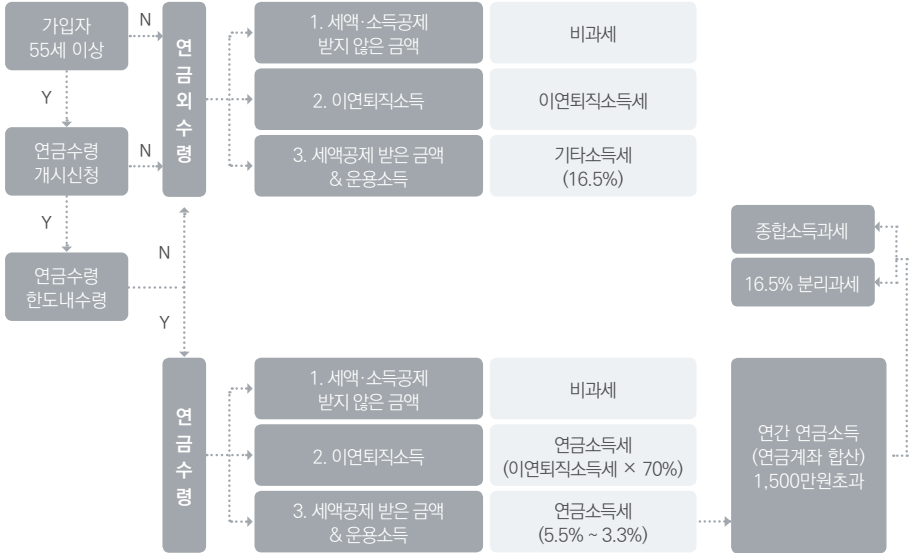 가입자
55세 이상
N
Y
연금수령
개시신청
N
Y
연금수령
한도내수령
N
Y
연
금
외
수
령
1. 세액·소득공제
받지 않은 금액
비과세
2. 이연퇴직소득
이연퇴직소득세
3. 세액공제 받은 금액
& 운용소득
기타소득세
(16.5%)
연
금
수
령
1. 세액·소득공제
받지 않은 금액
비과세
2. 이연퇴직소득
연금소득세
(이연퇴직소득세 × 70%)
3. 세액공제 받은 금액
& 운용소득
연금소득세
(5.5% ~ 3.3%)
연간 연금소득
(연금계좌 합산)
1,500만원초과
종합소득과세
16.5% 분리과세